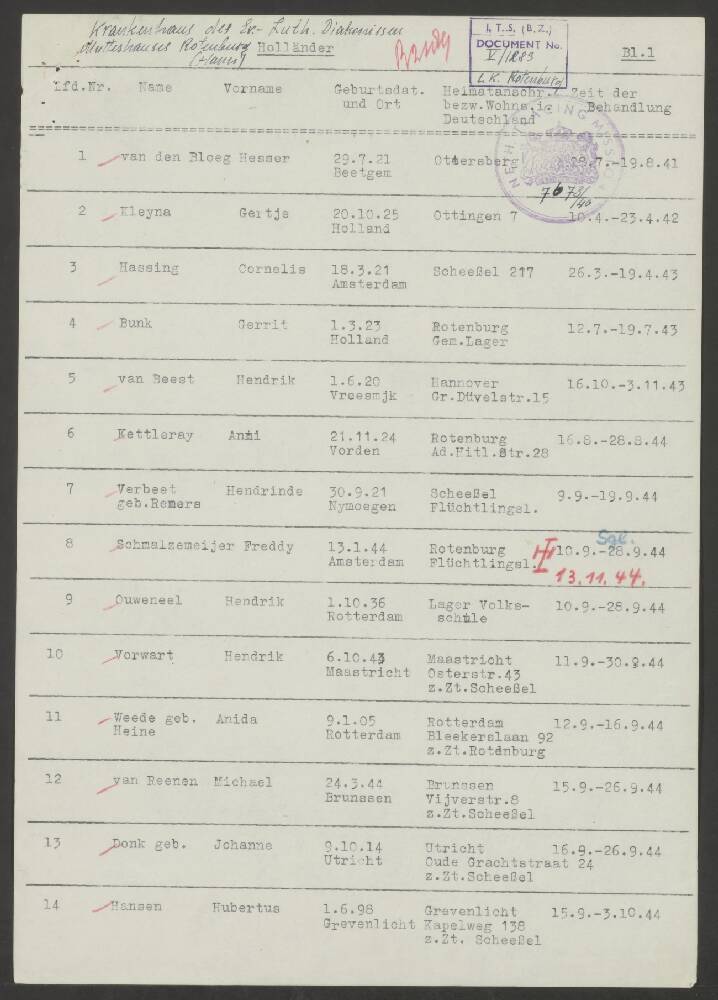 Krankenhaus des Ev.- Luth. Diakonissen
Mutterhauses Rotenburg Holländer
(Hann)
I.T.S. (B.Z.)
DOCUMENT No.
V/1283
L.K. Rotenburg
Bl.1
Lfd.Nr. Name Vorname Geburtsdat. Heimatanschr. Zeit der
und Ort bezw.Wohns.in Behandlung
Deutschland
1 van den Bloeg Hesser 29.7.21 Ottersberg 28.7.-19.8.41
Beetgem
7673/40
2 Kleyna Gertje 20.10.25 Ottingen 7 10.4.-23.4.42
Holland
3 Hassing Cornelis 18.3.21 Scheeßel 217 26.3.-19.4.43
Amsterdam
4 Bunk Gerrit 1.3.23 Rotenburg 12.7.-19.7.43
Holland Gem.Lager
5 van Beest Hendrik 1.6.20 Hannover 16.10.-3.11.43
Vreesmjk Gr.Düvelstr.15
6 Kettleray Anni 21.11.24 Rotenburg 16.8.-28.8.44
Vorden Ad.Hitl.Str.28
7 Verbeet Hendrinde 30.9.21 Scheeßel 9.9.-19.9.44
geb.Remers Nymoegen Flüchtlingsl.
8 Schmalzemeijer Freddy 13.1.44 Rotenburg 10.9.-28.9.44
Amsterdam Flüchtlingsl. 13.11.44.
9 Ouweneel Hendrik 1.10.36 Lager Volks- 10.9.-28.9.44
Rotterdam schule
10 Vorwart Hendrik 6.10.43 Maastricht 11.9.-30.9.44
Maastricht Osterstr.43
z.Zt.Scheeßel
11 Weede geb. Anida 9.1.05 Rotterdam 12.9.-16.9.44
Heine Rotterdam Bleekerslaan 92
z.Zt.Rotdnburg
12 van Reenen Michael 24.3.44 Brunssen 15.9.-26.9.44
Brunssen Vijverstr.8
z.Zt.Scheeßel
13 Donk geb. Johanne 9.10.14 Utricht 16.9.-26.9.44
Utricht Oude Grachtstraat 24
z.Zt.Scheeßel
14 Hansen Hubertus 1.6.98 Grevenlicht 15.9.-3.10.44
Grevenlicht Kapelweg 138
z.Zt. Scheeßel